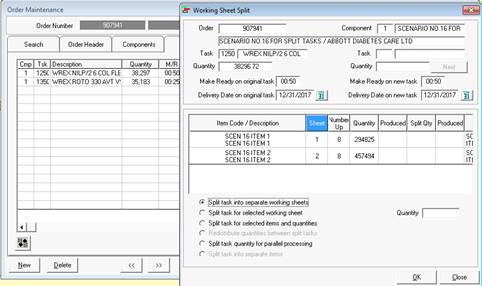 Order Maintenance
Order Number 907941
Search Order Header Components
Cmp Tsk Description Quantity M/R
1 1250 WREX NILP/2 6 COL FLE 38,297 00:50
1 1350 WREX ROTO 330 AVT V1 35,183 00:25
New Delete << >>
Working Sheet Split
Order 907941 Component 1 SCENARIO NO.16 FOR
SCENARIO NO.16 FOR SPLIT TASKS / ABBOTT DIABETES CARE LTD
Task 1250 WREX NILP/2 6 COL Task
Quantity 38296.72 Quantity Next
Make Ready on original task 00:50 Make Ready on new task 00:50
Delivery Date on original task 12/31/2017 Delivery Date on new task 12/31/2017
Item Code / Description Sheet Number Up Quantity Produced Split Qty Produced
SCEN 16 ITEM 1 1 8 294825 SC
SCEN 16 ITEM 1 ITI
SCEN 16 ITEM 2 2 8 457494 SC
SCEN 16 ITEM 2 ITI
Split task into separate working sheets
Split task for selected working sheet Quantity
Split task for selected items and quantities
Redistribute quantities between split tasks
Split task quantity for parallel processing
Split task into separate items
OK Close